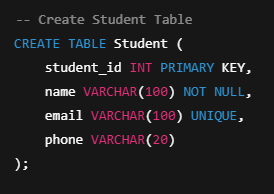 -- Create Student Table
CREATE TABLE Student (
    student_id INT PRIMARY KEY,
    name VARCHAR(100) NOT NULL,
    email VARCHAR(100) UNIQUE,
    phone VARCHAR(20)
);